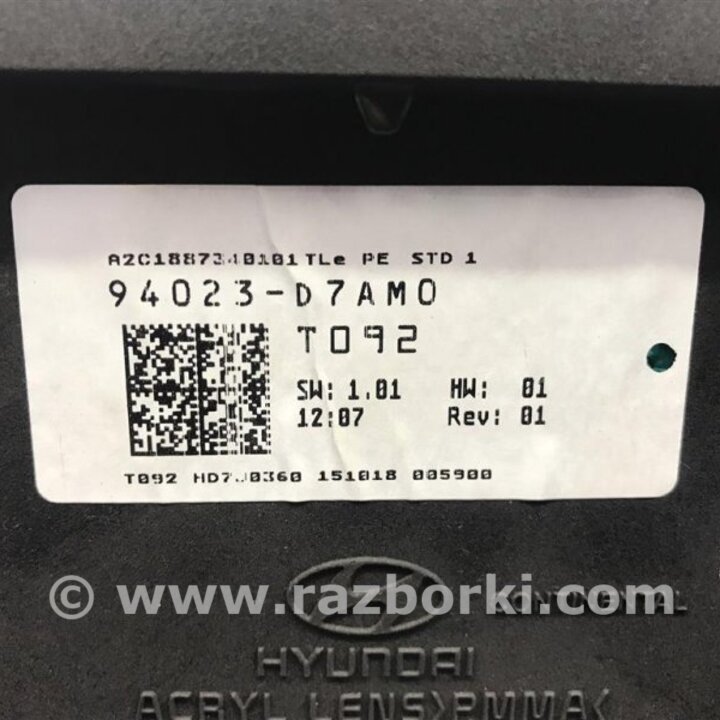 A2C1887340101 TLe PE STD 1
94023-D7AM0
T092
SW: 1.01 HW: 01
12:07 Rev: 01
T092 HD7J0360 151018 005900
© www.razborki.com
CONTINENTAL
HYUNDAI
ACRYL LENS>PMMA<